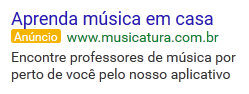 Aprenda música em casa
Anúncio www.musicatura.com.br
Encontre professores de música por
perto de você pelo nosso aplicativo